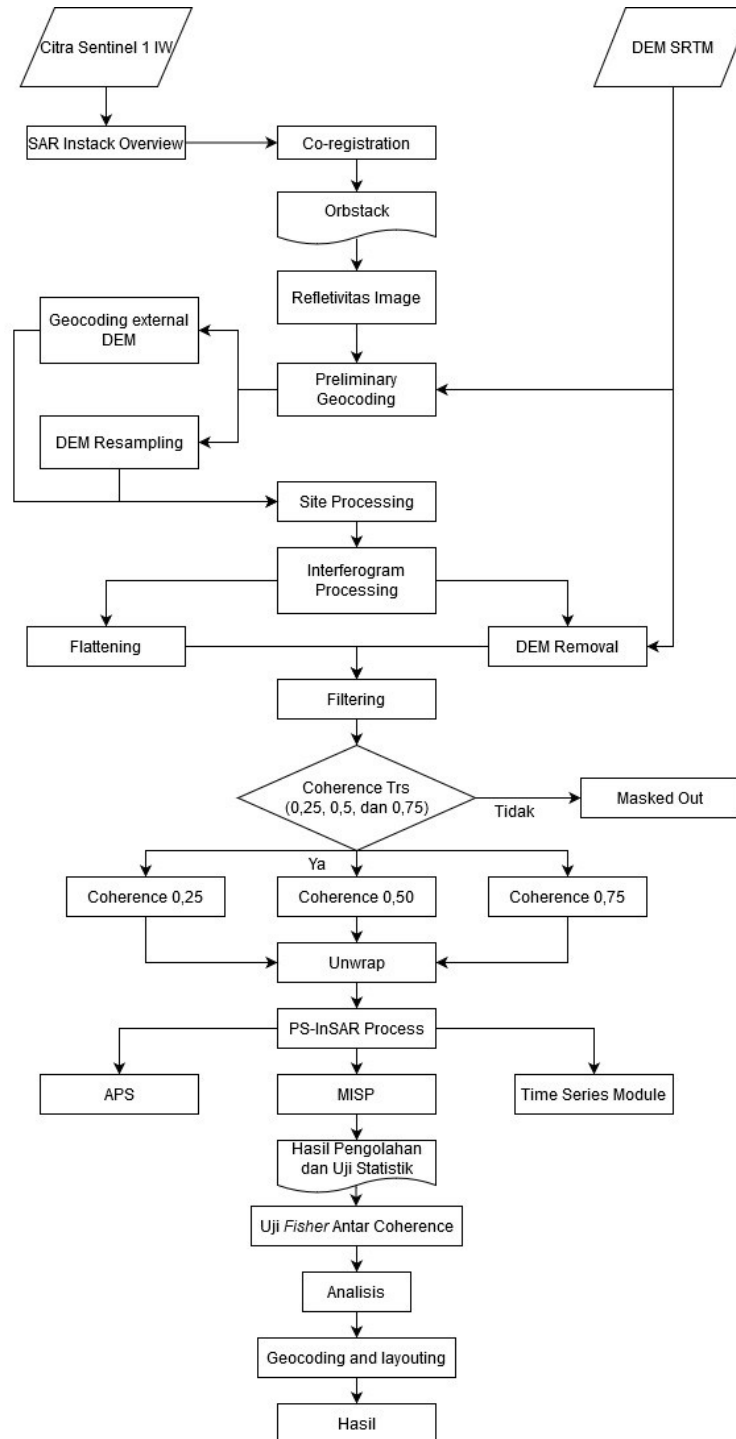 Citra Sentinel 1 IW
DEM SRTM
SAR Instack Overview
Co-registration
Orbstack
Refletivitas Image
Geocoding external
DEM
Preliminary
Geocoding
DEM Resampling
Site Processing
Interferogram
Processing
Flattening
DEM Removal
Filtering
Coherence Trs
(0,25, 0,5, dan 0,75)
Tidak
Masked Out
Ya
Coherence 0,25
Coherence 0,50
Coherence 0,75
Unwrap
PS-InSAR Process
APS
MISP
Time Series Module
Hasil Pengolahan
dan Uji Statistik
Uji Fisher Antar Coherence
Analisis
Geocoding and layouting
Hasil